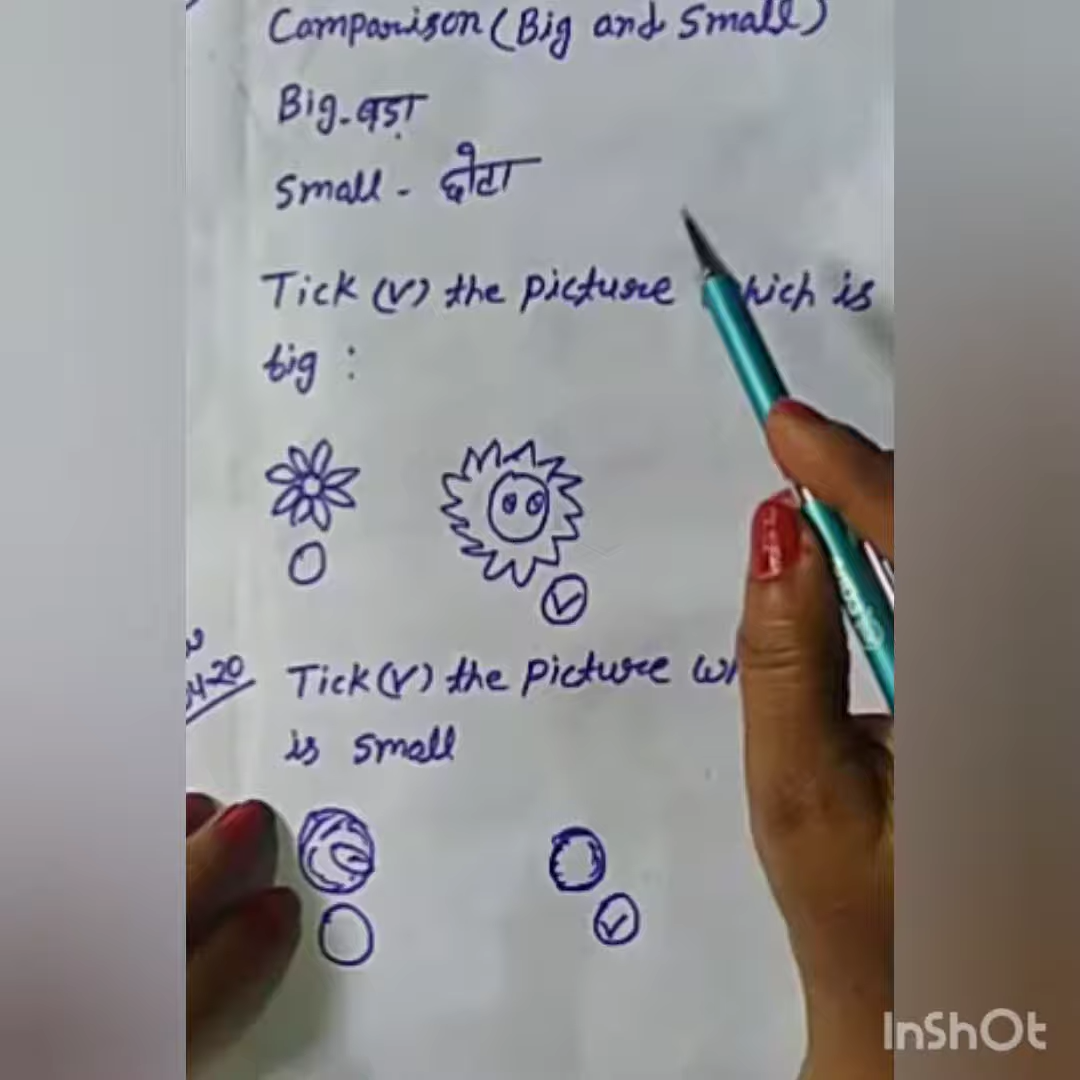 Comparison (Big and Small)
Big - बड़ा
Small - छोटा
Tick (✓) the picture which is
big :
Tick (✓) the picture
is small
InShOt